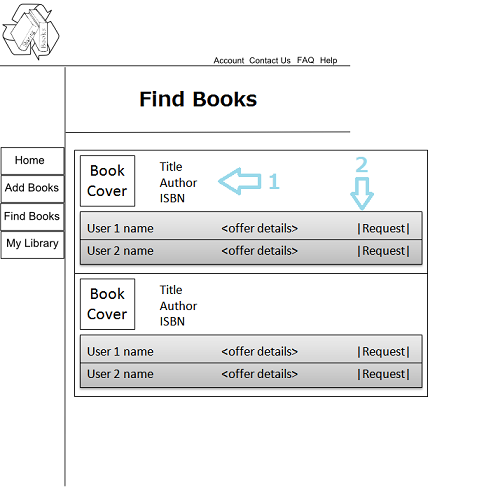 Books
Account Contact Us FAQ Help
Find Books
Home
Add Books
Find Books
My Library
Book
Cover
Title
Author
ISBN
1
2
User 1 name <offer details> |Request|
User 2 name <offer details> |Request|
Book
Cover
Title
Author
ISBN
User 1 name <offer details> |Request|
User 2 name <offer details> |Request|